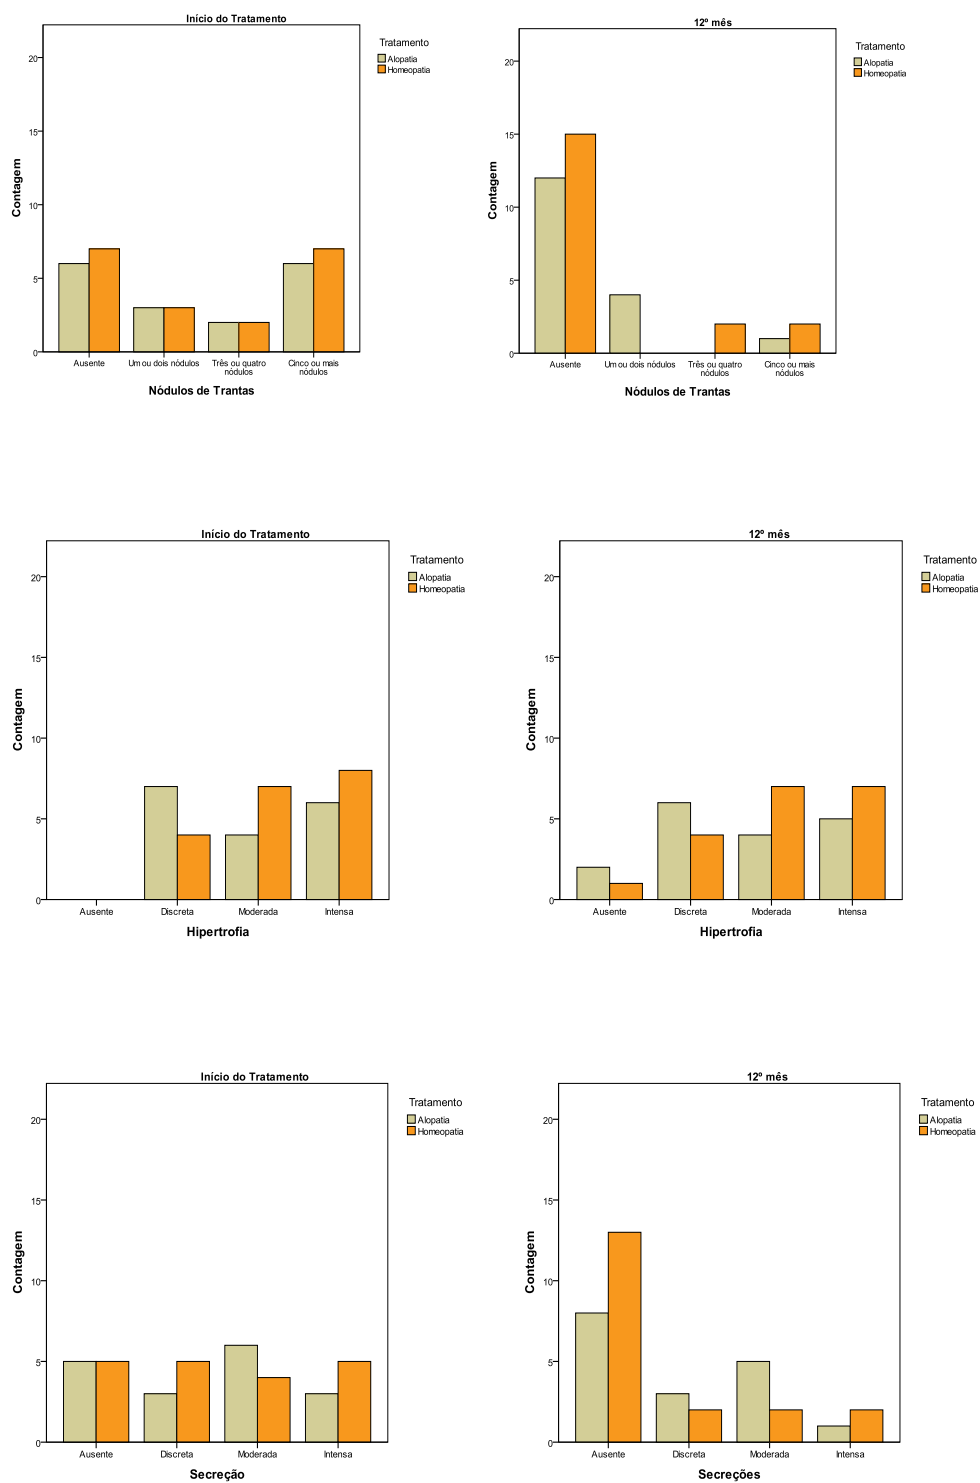 Início do Tratamento
Tratamento
Alopatia
Homeopatia
20
15
10
5
0
Contagem
Ausente
Um ou dois nódulos
Três ou quatro
nódulos
Cinco ou mais
nódulos
Nódulos de Trantas
12º mês
Tratamento
Alopatia
Homeopatia
20
15
10
5
0
Contagem
Ausente
Um ou dois nódulos
Três ou quatro
nódulos
Cinco ou mais
nódulos
Nódulos de Trantas
Início do Tratamento
Tratamento
Alopatia
Homeopatia
20
15
10
5
0
Contagem
Ausente
Discreta
Moderada
Intensa
Hipertrofia
12º mês
Tratamento
Alopatia
Homeopatia
20
15
10
5
0
Contagem
Ausente
Discreta
Moderada
Intensa
Hipertrofia
Início do Tratamento
Tratamento
Alopatia
Homeopatia
20
15
10
5
0
Contagem
Ausente
Discreta
Moderada
Intensa
Secreção
12º mês
Tratamento
Alopatia
Homeopatia
20
15
10
5
0
Contagem
Ausente
Discreta
Moderada
Intensa
Secreções